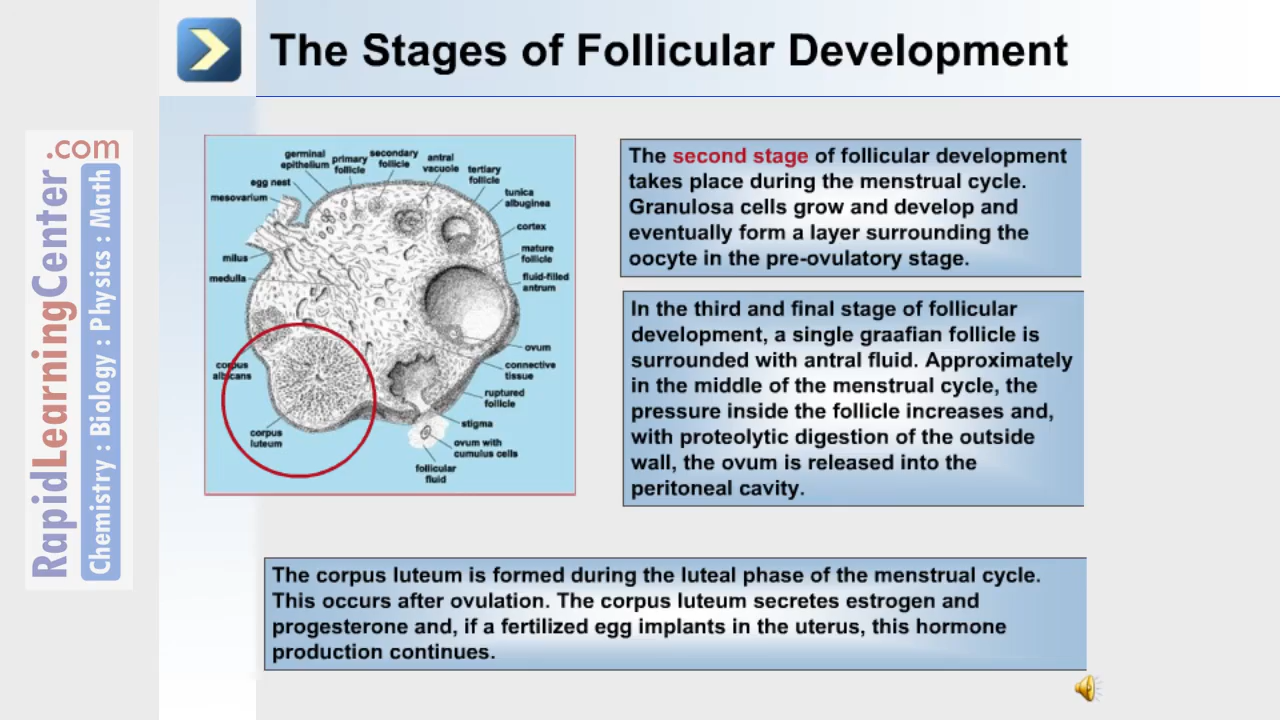 The Stages of Follicular Development
.com
RapidLearningCenter
Chemistry : Biology : Physics : Math
germinal
epithelium
primary
follicle
secondary
follicle
antral
vacuole
tertiary
follicle
egg nest
mesovarium
tunica
albuginea
cortex
mature
follicle
milus
medulla
fluid-filled
antrum
ovum
corpus
albicans
connective
tissue
ruptured
follicle
stigma
corpus
luteum
ovum with
cumulus cells
follicular
fluid
The second stage of follicular development
takes place during the menstrual cycle.
Granulosa cells grow and develop and
eventually form a layer surrounding the
oocyte in the pre-ovulatory stage.
In the third and final stage of follicular
development, a single graafian follicle is
surrounded with antral fluid. Approximately
in the middle of the menstrual cycle, the
pressure inside the follicle increases and,
with proteolytic digestion of the outside
wall, the ovum is released into the
peritoneal cavity.
The corpus luteum is formed during the luteal phase of the menstrual cycle.
This occurs after ovulation. The corpus luteum secretes estrogen and
progesterone and, if a fertilized egg implants in the uterus, this hormone
production continues.